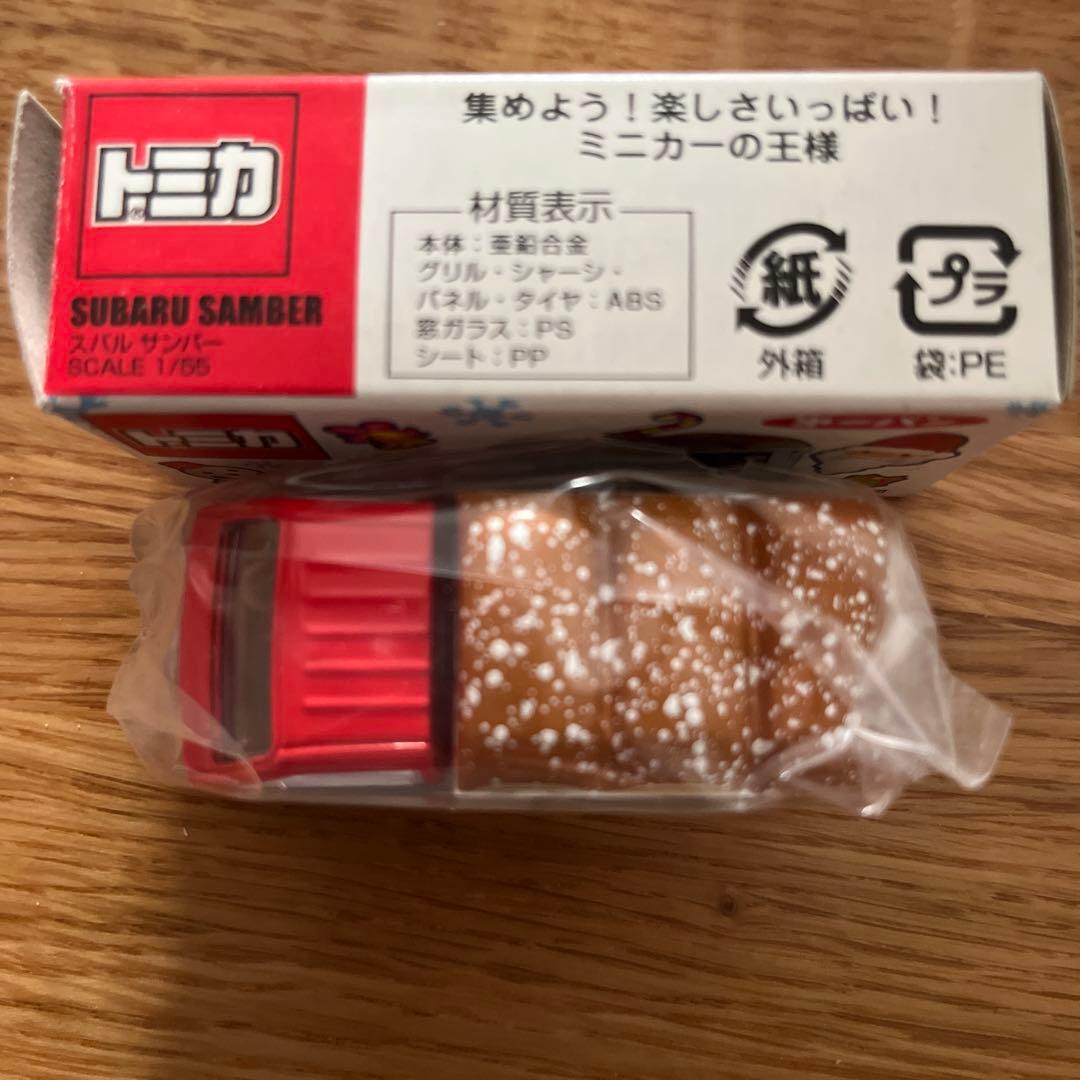 集めよう！楽しさいっぱい！
ミニカーの王様
トミカ®
SUBARU SAMBER
スバル サンバー
SCALE 1/55
材質表示
本体：亜鉛合金
グリル・シャーシ・
パネル・タイヤ：ABS
窓ガラス：PS
シート：PP
紙
外箱
プラ
袋：PE
トミカ